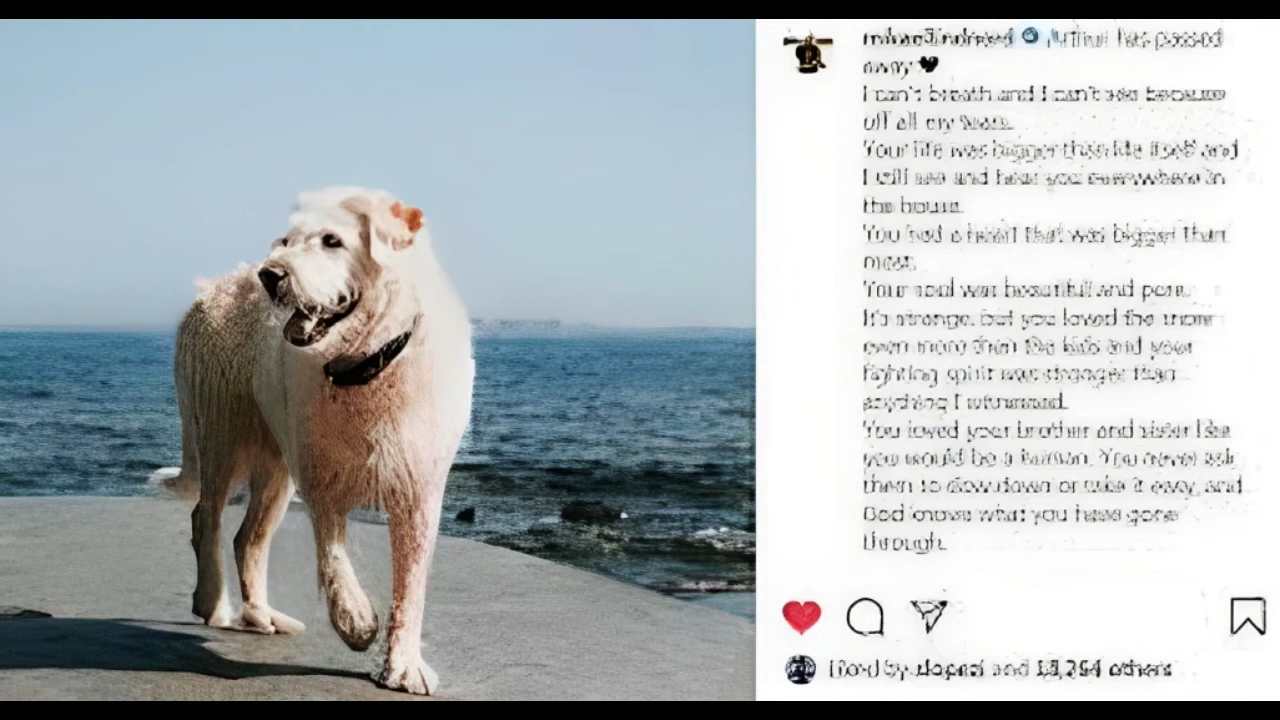 has passed
away
I can't breath and I can't see because
off all my tears.
Your life was bigger than life itself and
I still see and hear you everywhere in
the house.
You had a heart that was bigger than
most.
Your soul was beautiful and pure.
It's strange, but you loved the
even more than the kids and your
fighting spirit was stronger than
anything I witnessed.
You loved your brother and sister like
you would be a human. You never ask
them to slow down or take it easy, and
God knows what you have gone
through.
by and others